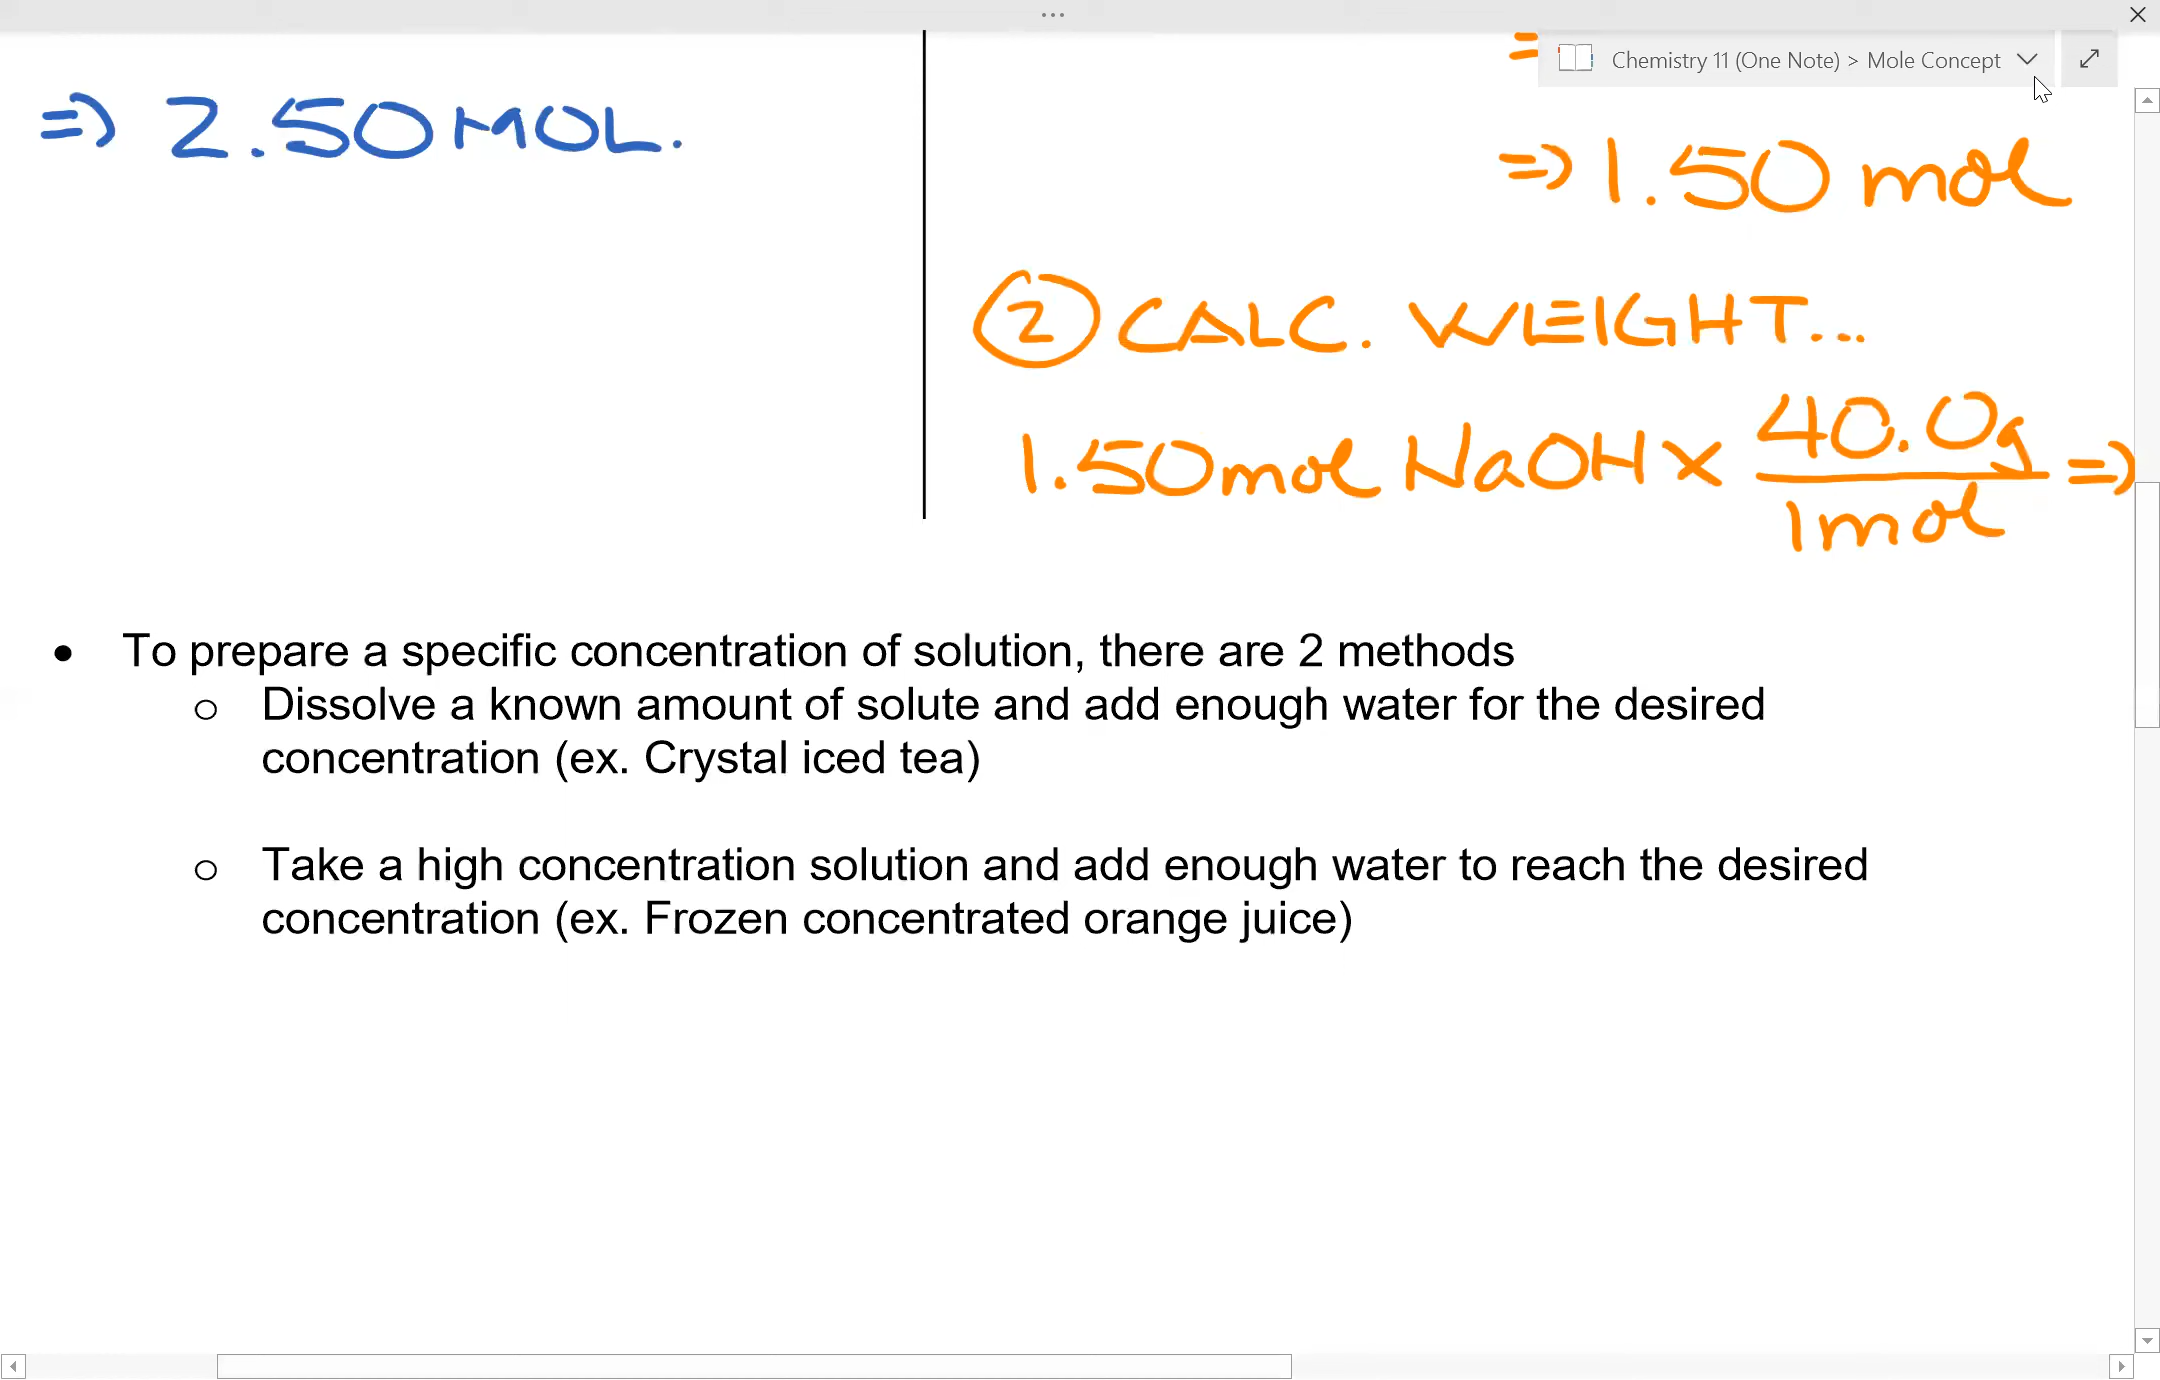 Chemistry 11 (One Note) > Mole Concept
=> 2.50 MOL.
=> 1.50 mol
② CALC. WEIGHT...
1.50 mol NaOH x 40.0g / 1 mol =>
• To prepare a specific concentration of solution, there are 2 methods
o Dissolve a known amount of solute and add enough water for the desired
concentration (ex. Crystal iced tea)
o Take a high concentration solution and add enough water to reach the desired
concentration (ex. Frozen concentrated orange juice)